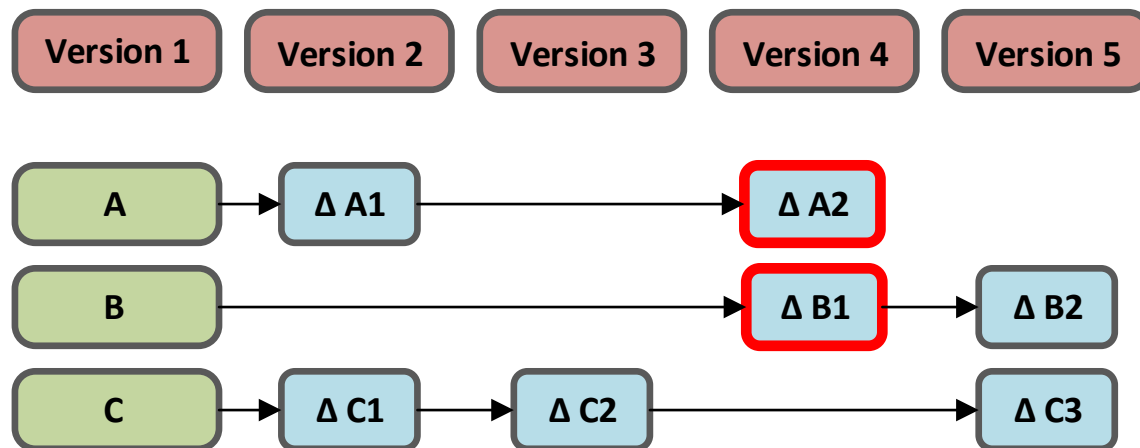 Version 1 Version 2 Version 3 Version 4 Version 5
A Δ A1 Δ A2
B Δ B1 Δ B2
C Δ C1 Δ C2 Δ C3